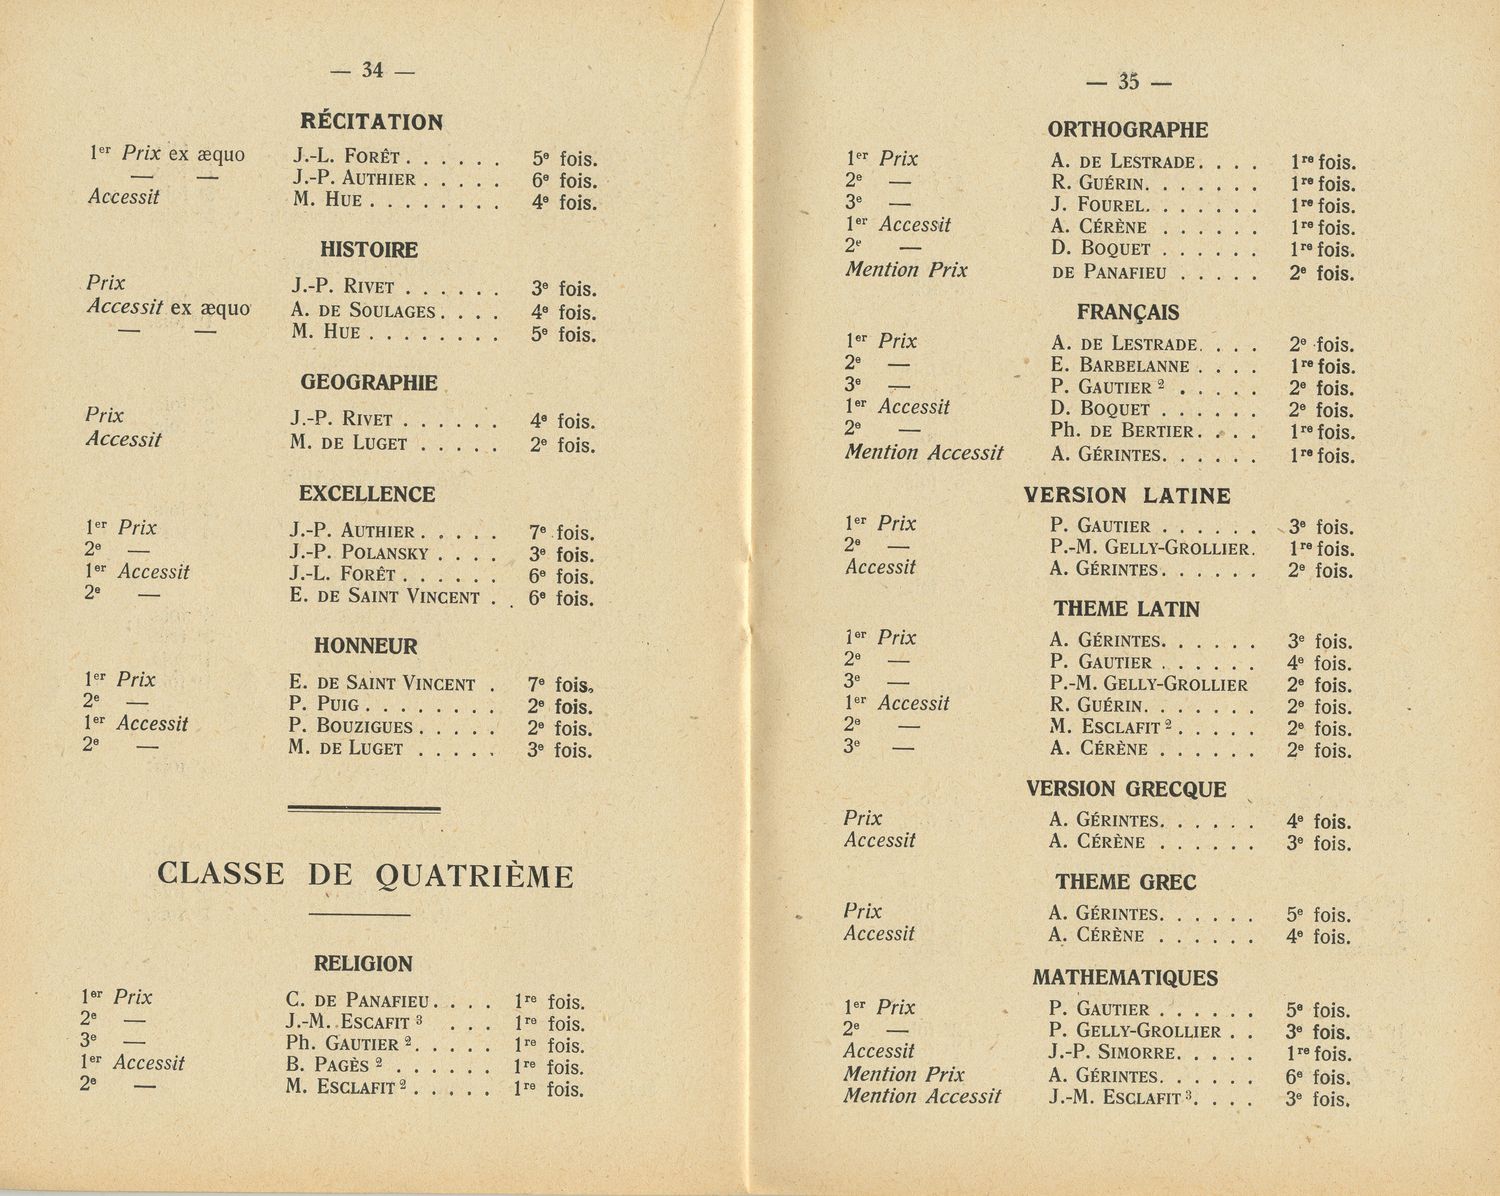 — 34 —
RÉCITATION
1er Prix ex æquo J.-L. FORÊT . . . . . . 5e fois.
— — J.-P. AUTHIER . . . . . 6e fois.
Accessit M. HUE . . . . . . . . 4e fois.
HISTOIRE
Prix J.-P. RIVET . . . . . . 3e fois.
Accessit ex æquo A. DE SOULAGES . . . . 4e fois.
— — M. HUE . . . . . . . . 5e fois.
GEOGRAPHIE
Prix J.-P. RIVET . . . . . . 4e fois.
Accessit M. DE LUGET . . . . . 2e fois.
EXCELLENCE
1er Prix J.-P. AUTHIER . . . . . 7e fois.
2e — J.-P. POLANSKY . . . . 3e fois.
1er Accessit J.-L. FORÊT . . . . . . 6e fois.
2e — E. DE SAINT VINCENT . . 6e fois.
HONNEUR
1er Prix E. DE SAINT VINCENT . 7e fois.
2e — P. PUIG . . . . . . . . 2e fois.
1er Accessit P. BOUZIGUES . . . . . 2e fois.
2e — M. DE LUGET . . . . . 3e fois.
CLASSE DE QUATRIÈME
RELIGION
1er Prix C. DE PANAFIEU . . . . 1re fois.
2e — J.-M. ESCAFIT 3 . . . 1re fois.
3e — Ph. GAUTIER 2 . . . . . 1re fois.
1er Accessit B. PAGÈS 2 . . . . . . 1re fois.
2e — M. ESCLAFIT 2 . . . . . 1re fois.
— 35 —
ORTHOGRAPHE
1er Prix A. DE LESTRADE . . . . 1re fois.
2e — R. GUÉRIN . . . . . . . 1re fois.
3e — J. FOUREL . . . . . . . 1re fois.
1er Accessit A. CÉRÈNE . . . . . . 1re fois.
2e — D. BOQUET . . . . . . 1re fois.
Mention Prix DE PANAFIEU . . . . . 2e fois.
FRANÇAIS
1er Prix A. DE LESTRADE . . . . 2e fois.
2e — E. BARBELANNE . . . . 1re fois.
3e — P. GAUTIER 2 . . . . . 2e fois.
1er Accessit D. BOQUET . . . . . . 2e fois.
2e — Ph. DE BERTIER . . . . 1re fois.
Mention Accessit A. GÉRINTES . . . . . . 1re fois.
VERSION LATINE
1er Prix P. GAUTIER . . . . . . 3e fois.
2e — P.-M. GELLY-GROLLIER . 1re fois.
Accessit A. GÉRINTES . . . . . . 2e fois.
THEME LATIN
1er Prix A. GÉRINTES . . . . . . 3e fois.
2e — P. GAUTIER . . . . . . 4e fois.
3e — P.-M. GELLY-GROLLIER 2e fois.
1er Accessit R. GUÉRIN . . . . . . . 2e fois.
2e — M. ESCLAFIT 2 . . . . . 2e fois.
3e — A. CÉRÈNE . . . . . . 2e fois.
VERSION GRECQUE
Prix A. GÉRINTES . . . . . . 4e fois.
Accessit A. CÉRÈNE . . . . . . 3e fois.
THEME GREC
Prix A. GÉRINTES . . . . . . 5e fois.
Accessit A. CÉRÈNE . . . . . . 4e fois.
MATHEMATIQUES
1er Prix P. GAUTIER . . . . . . 5e fois.
2e — P. GELLY-GROLLIER . . 3e fois.
Accessit J.-P. SIMORRE . . . . . 1re fois.
Mention Prix A. GÉRINTES . . . . . . 6e fois.
Mention Accessit J.-M. ESCLAFIT 3 . . . . 3e fois.